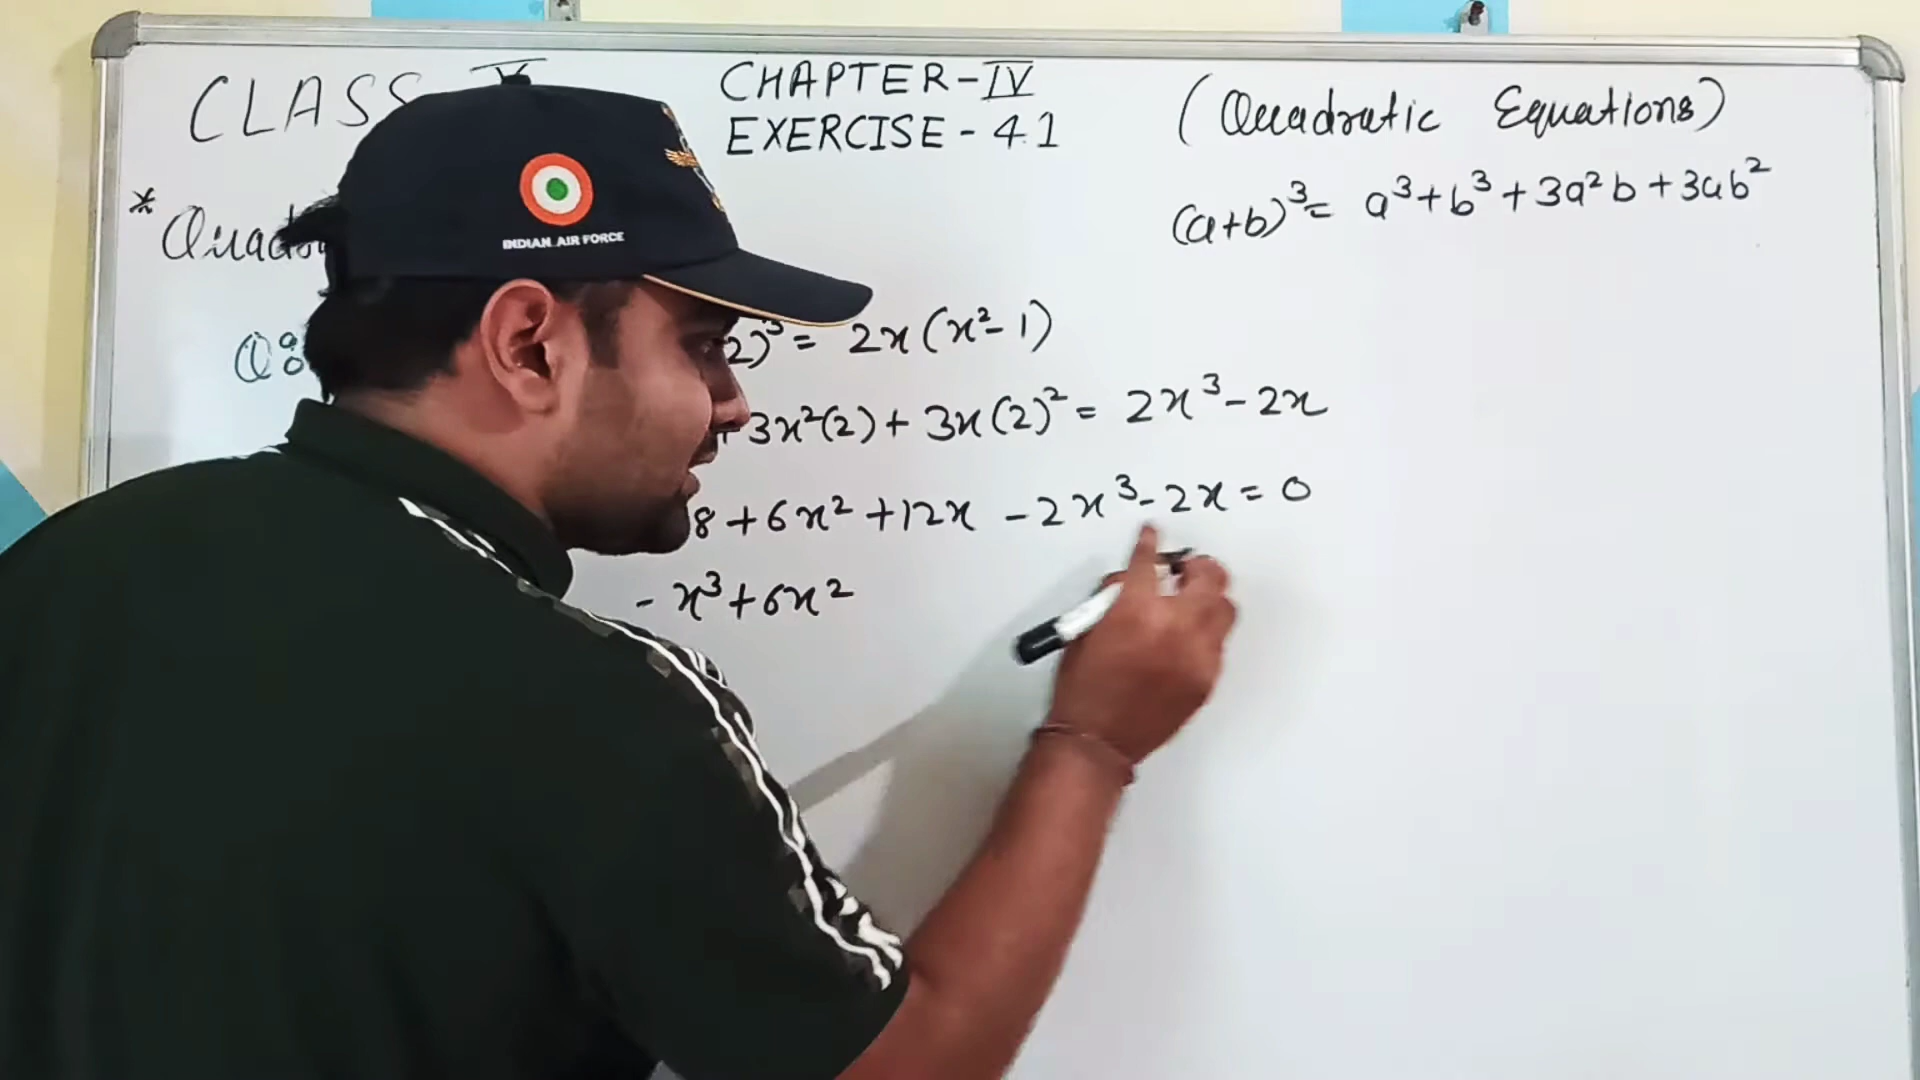 CLASS
CHAPTER-IV
EXERCISE - 4.1
(Quadratic Equations)
(a+b)³= a³+b³+3a²b+3ab²
*
INDIAN AIR FORCE
2)³= 2x(x²-1)
+3x²(2)+3x(2)²= 2x³-2x
8+6x²+12x-2x³-2x=0
-x³+6x²